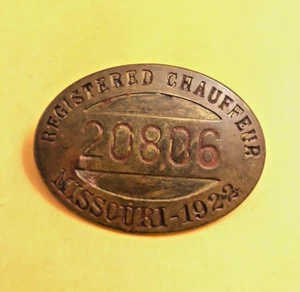 REGISTERED CHAUFFEUR
20806
MISSOURI-1922